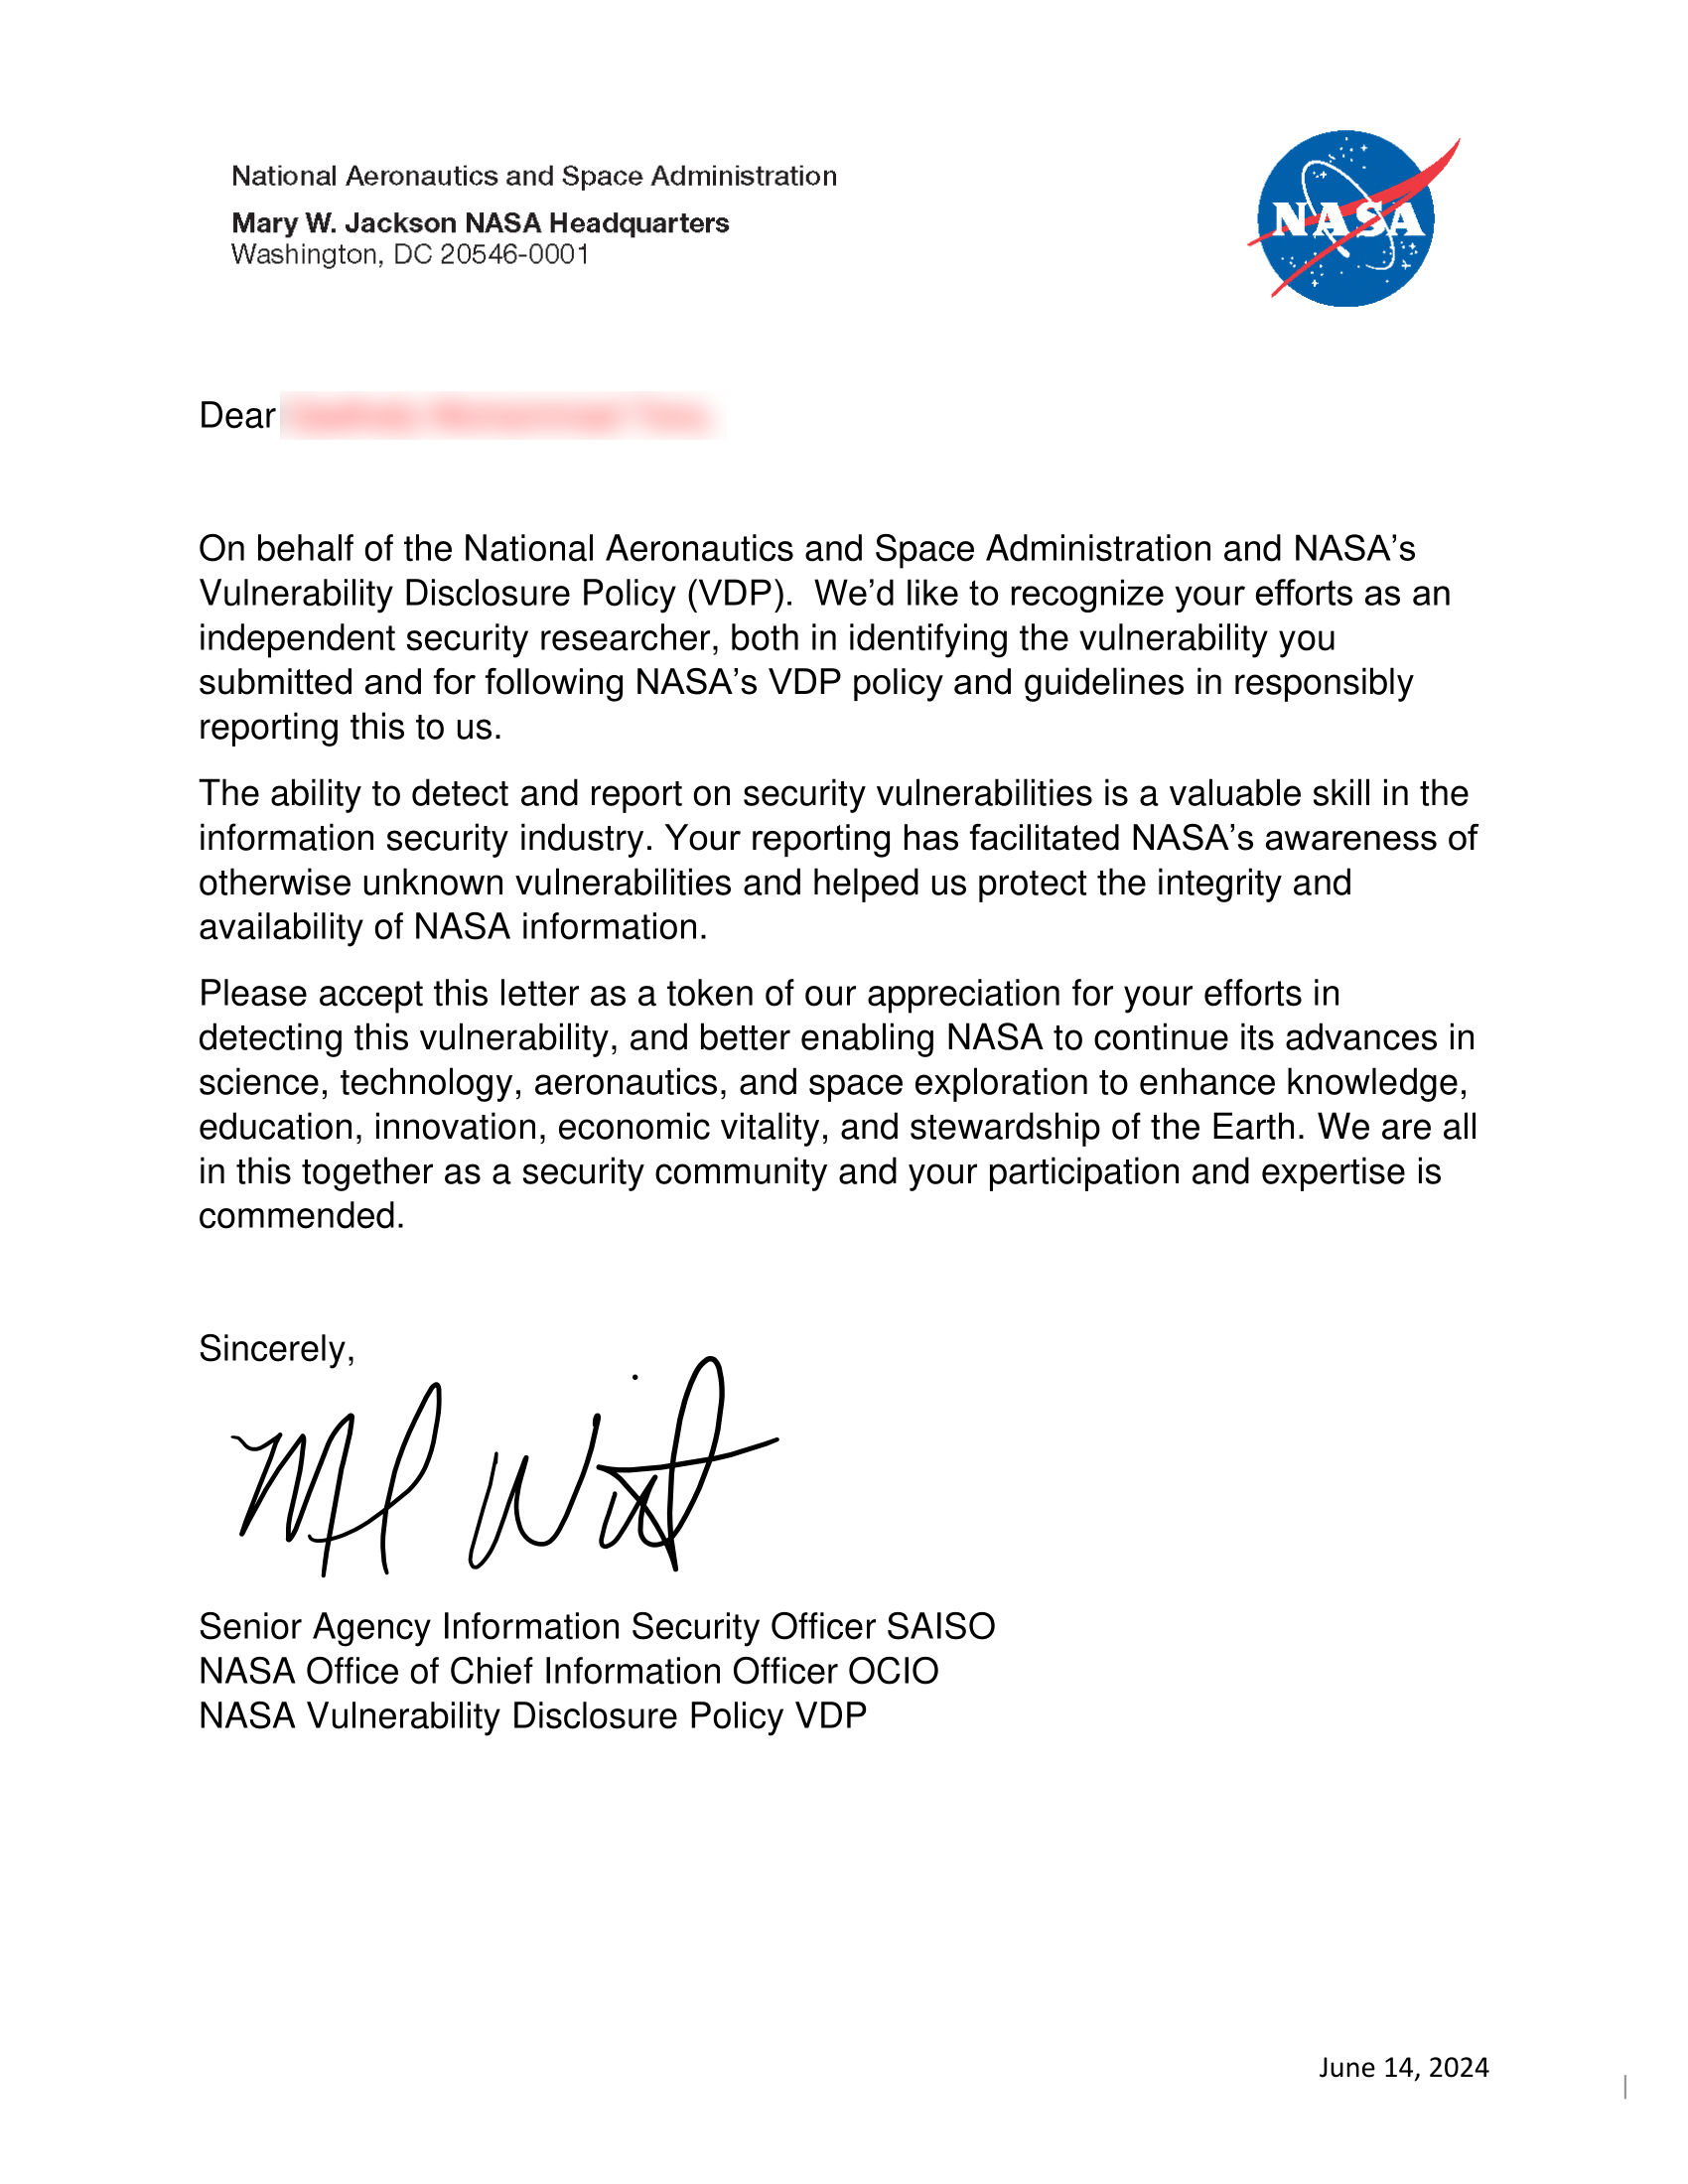 National Aeronautics and Space Administration
Mary W. Jackson NASA Headquarters
Washington, DC 20546-0001
NASA
Dear
On behalf of the National Aeronautics and Space Administration and NASA’s
Vulnerability Disclosure Policy (VDP).  We’d like to recognize your efforts as an
independent security researcher, both in identifying the vulnerability you
submitted and for following NASA’s VDP policy and guidelines in responsibly
reporting this to us.
The ability to detect and report on security vulnerabilities is a valuable skill in the
information security industry. Your reporting has facilitated NASA’s awareness of
otherwise unknown vulnerabilities and helped us protect the integrity and
availability of NASA information.
Please accept this letter as a token of our appreciation for your efforts in
detecting this vulnerability, and better enabling NASA to continue its advances in
science, technology, aeronautics, and space exploration to enhance knowledge,
education, innovation, economic vitality, and stewardship of the Earth. We are all
in this together as a security community and your participation and expertise is
commended.
Sincerely,
Senior Agency Information Security Officer SAISO
NASA Office of Chief Information Officer OCIO
NASA Vulnerability Disclosure Policy VDP
June 14, 2024